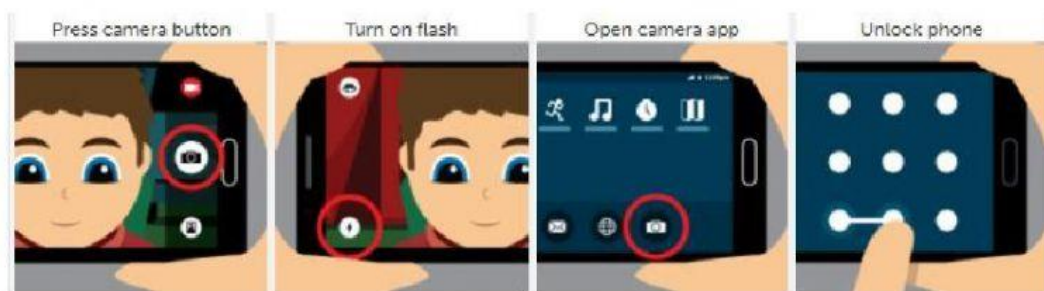 Press camera button
Turn on flash
Open camera app
Unlock phone